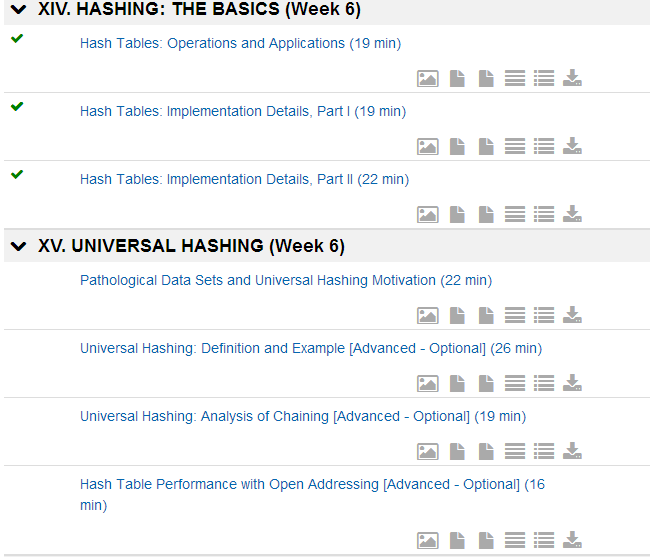 XIV. HASHING: THE BASICS (Week 6)
Hash Tables: Operations and Applications (19 min)
Hash Tables: Implementation Details, Part I (19 min)
Hash Tables: Implementation Details, Part II (22 min)
XV. UNIVERSAL HASHING (Week 6)
Pathological Data Sets and Universal Hashing Motivation (22 min)
Universal Hashing: Definition and Example [Advanced - Optional] (26 min)
Universal Hashing: Analysis of Chaining [Advanced - Optional] (19 min)
Hash Table Performance with Open Addressing [Advanced - Optional] (16
min)